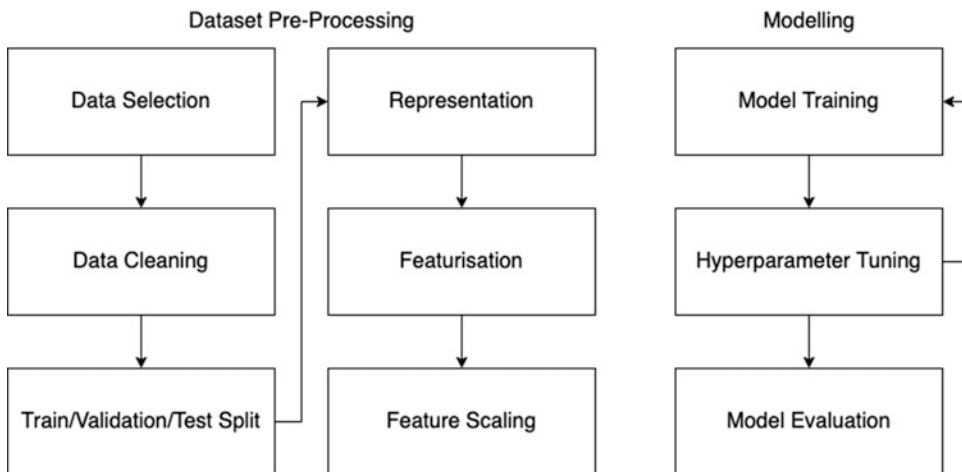 Dataset Pre-Processing
Modelling
Data Selection
Representation
Model Training
Data Cleaning
Featurisation
Hyperparameter Tuning
Train/Validation/Test Split
Feature Scaling
Model Evaluation